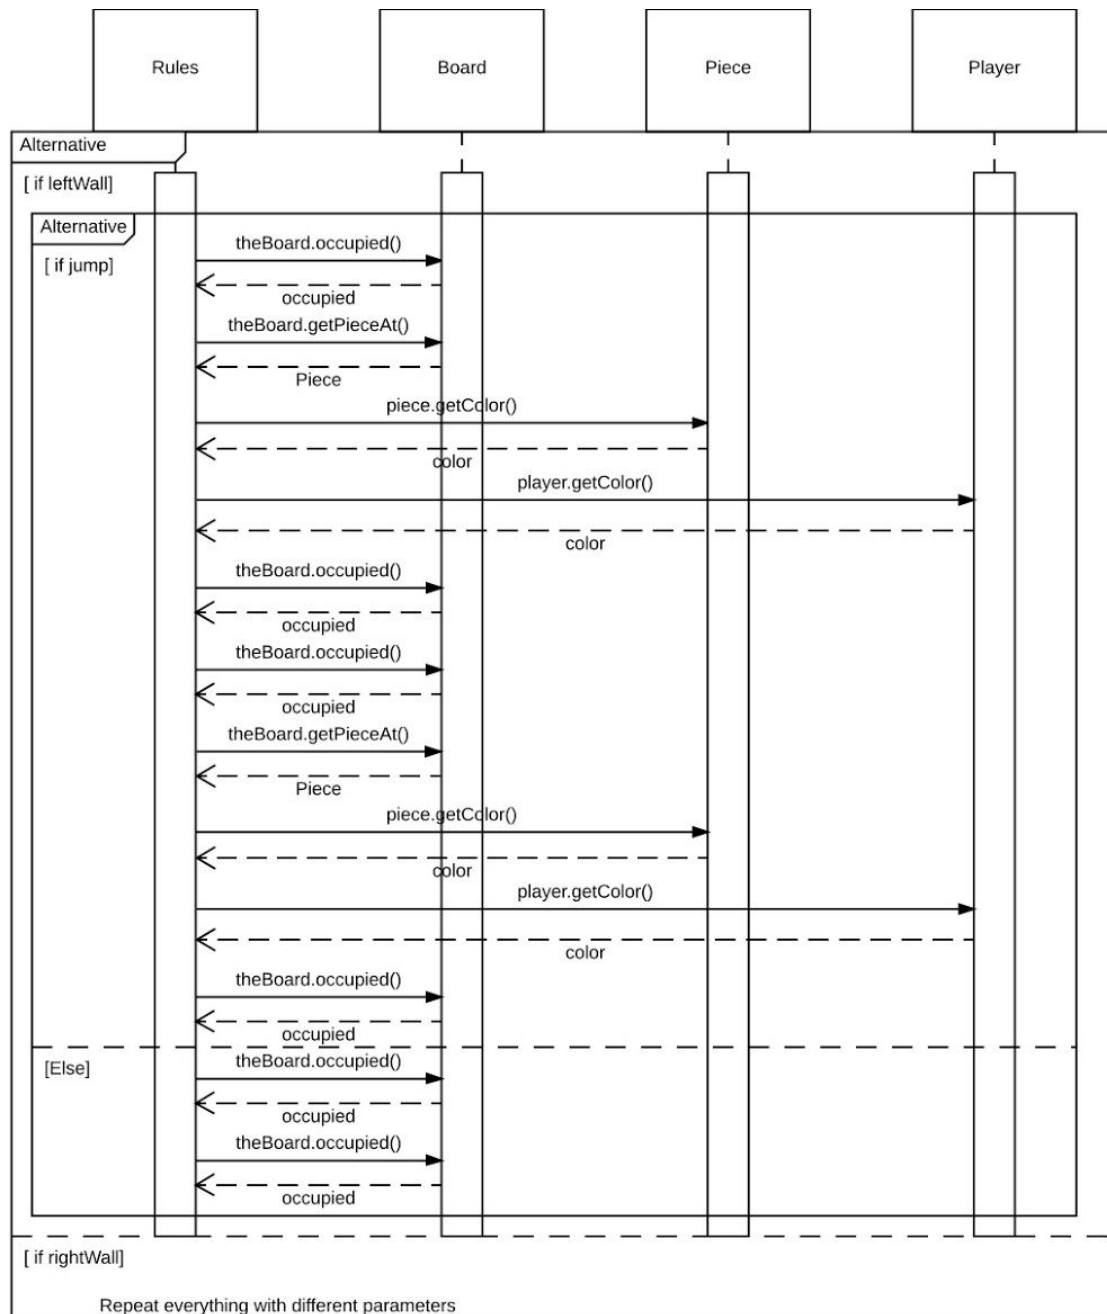 Rules
Board
Piece
Player
Alternative
[ if leftWall]
Alternative
[ if jump]
theBoard.occupied()
occupied
theBoard.getPieceAt()
Piece
piece.getColor()
color
player.getColor()
color
theBoard.occupied()
occupied
theBoard.occupied()
occupied
theBoard.getPieceAt()
Piece
piece.getColor()
color
player.getColor()
color
theBoard.occupied()
occupied
[Else]
theBoard.occupied()
occupied
theBoard.occupied()
occupied
[ if rightWall]
Repeat everything with different parameters